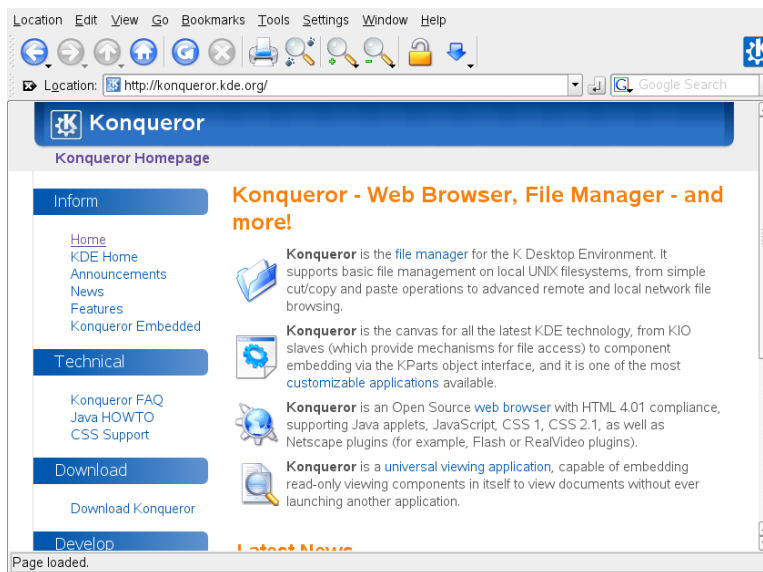 Location Edit View Go Bookmarks Tools Settings Window Help
Location: http://konqueror.kde.org/ Google Search
Konqueror
Konqueror Homepage
Inform
Home
KDE Home
Announcements
News
Features
Konqueror Embedded
Technical
Konqueror FAQ
Java HOWTO
CSS Support
Download
Download Konqueror
Develop
Konqueror - Web Browser, File Manager - and
more!
Konqueror is the file manager for the K Desktop Environment. It
supports basic file management on local UNIX filesystems, from simple
cut/copy and paste operations to advanced remote and local network file
browsing.
Konqueror is the canvas for all the latest KDE technology, from KIO
slaves (which provide mechanisms for file access) to component
embedding via the KParts object interface, and it is one of the most
customizable applications available.
Konqueror is an Open Source web browser with HTML 4.01 compliance,
supporting Java applets, JavaScript, CSS 1, CSS 2.1, as well as
Netscape plugins (for example, Flash or RealVideo plugins).
Konqueror is a universal viewing application, capable of embedding
read-only viewing components in itself to view documents without ever
launching another application.
Latest News
Page loaded.